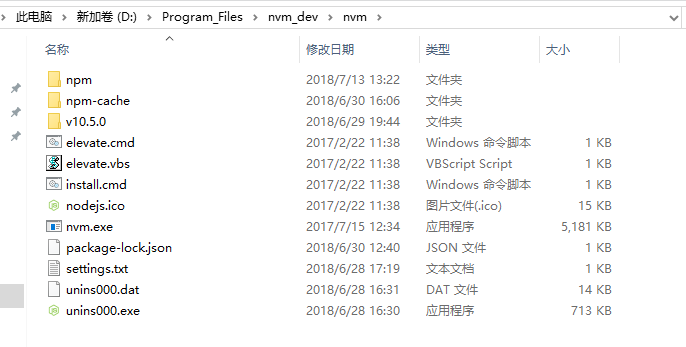 此电脑 > 新加卷 (D:) > Program_Files > nvm_dev > nvm >
名称 修改日期 类型 大小
npm 2018/7/13 13:22 文件夹
npm-cache 2018/6/30 16:06 文件夹
v10.5.0 2018/6/29 19:44 文件夹
elevate.cmd 2017/2/22 11:38 Windows 命令脚本 1 KB
elevate.vbs 2017/2/22 11:38 VBScript Script 1 KB
install.cmd 2017/2/22 11:38 Windows 命令脚本 1 KB
nodejs.ico 2017/2/22 11:38 图片文件(.ico) 15 KB
nvm.exe 2017/7/15 12:34 应用程序 5,181 KB
package-lock.json 2018/6/30 12:40 JSON 文件 1 KB
settings.txt 2018/6/28 17:19 文本文档 1 KB
unins000.dat 2018/6/28 16:31 DAT 文件 14 KB
unins000.exe 2018/6/28 16:30 应用程序 713 KB